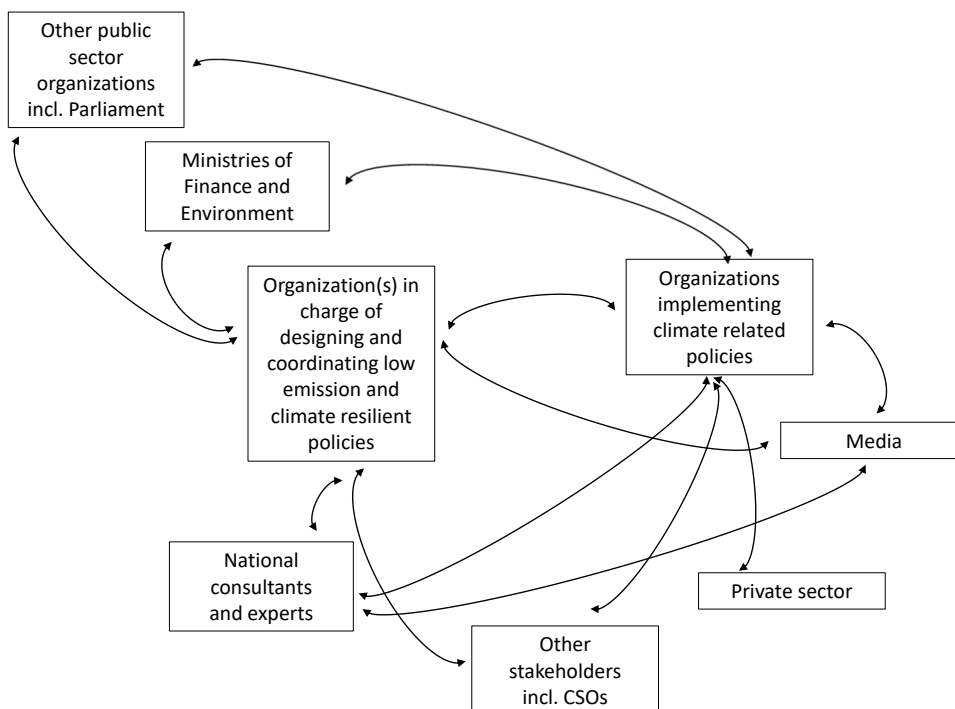 Other public
sector
organizations
incl. Parliament
Ministries of
Finance and
Environment
Organization(s) in
charge of
designing and
coordinating low
emission and
climate resilient
policies
Organizations
implementing
climate related
policies
Media
National
consultants
and experts
Private sector
Other
stakeholders
incl. CSOs